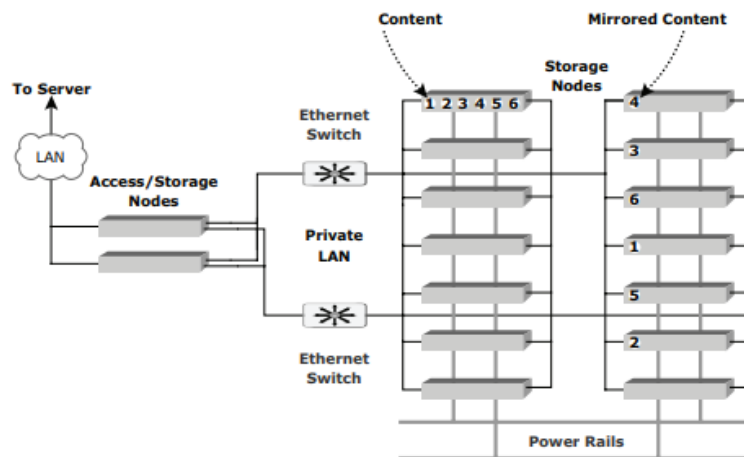 Content
Mirrored Content
Storage
Nodes
To Server
Ethernet
Switch
1 2 3 4 5 6
4
LAN
3
Access/Storage
Nodes
6
Private
LAN
1
5
2
Ethernet
Switch
Power Rails